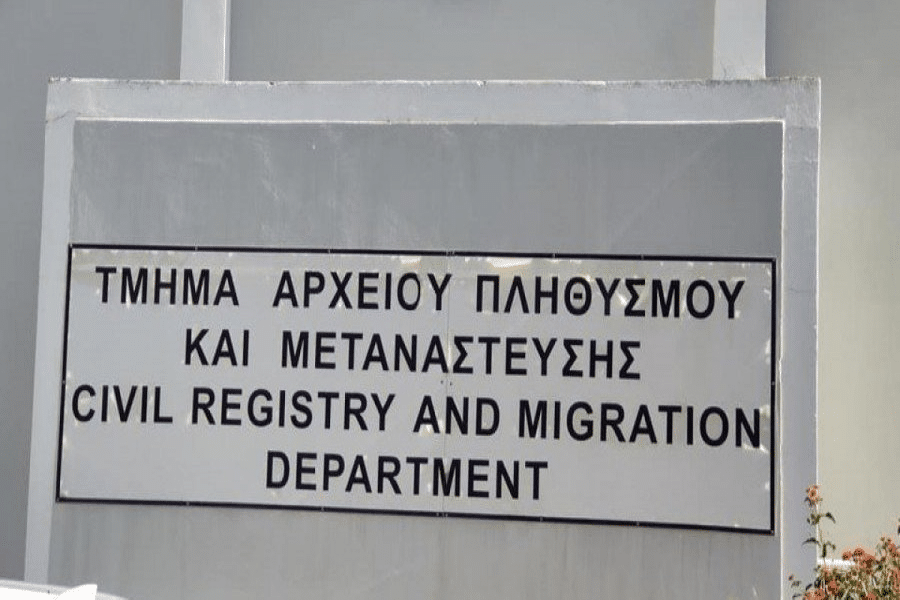 ΤΜΗΜΑ ΑΡΧΕΙΟΥ ΠΛΗΘΥΣΜΟΥ
ΚΑΙ ΜΕΤΑΝΑΣΤΕΥΣΗΣ
CIVIL REGISTRY AND MIGRATION
DEPARTMENT